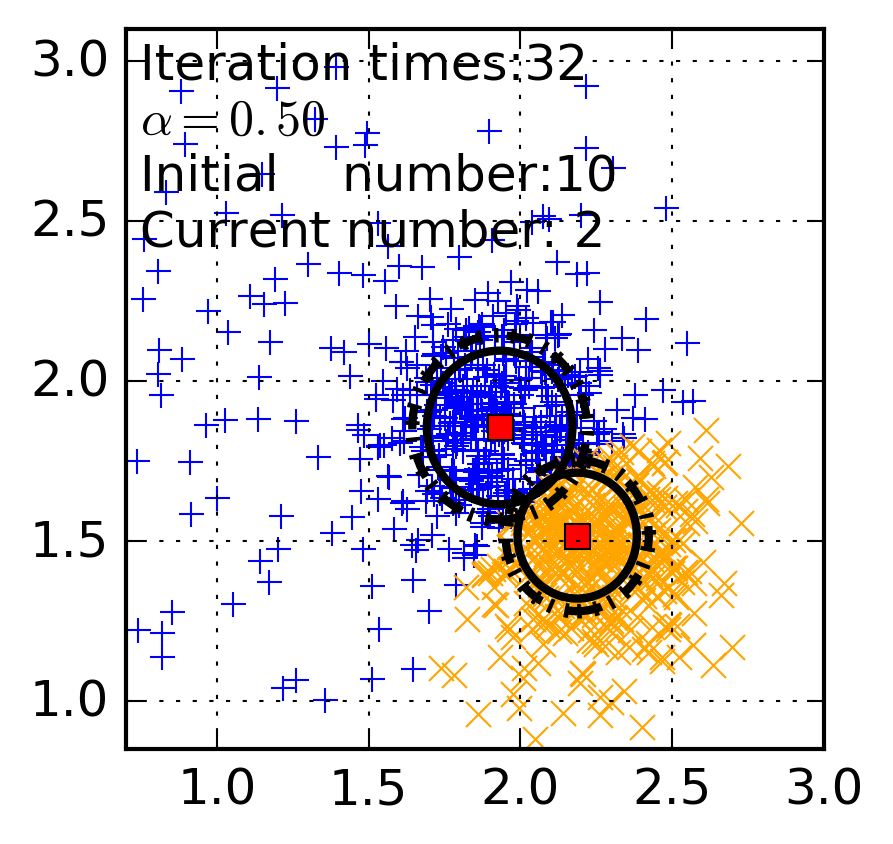 Iteration times:32
α = 0.50
Initial number:10
Current number: 2
3.0
2.5
2.0
1.5
1.0
1.0 1.5 2.0 2.5 3.0